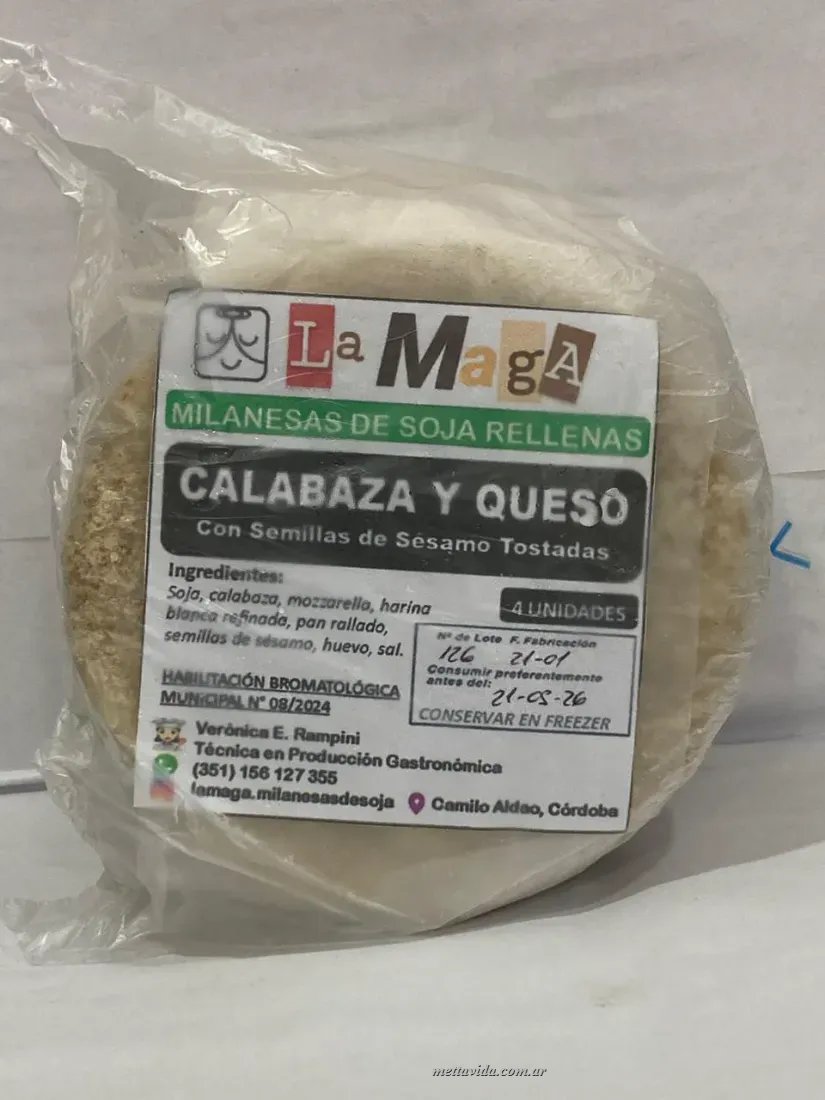 La MagA
MILANESAS DE SOJA RELLENAS
CALABAZA Y QUESO
Con Semillas de Sésamo Tostadas
Ingredientes:
Soja, calabaza, mozzarella, harina
blanca refinada, pan rallado,
semillas de sésamo, huevo, sal.
4 UNIDADES
Nº de Lote F. Fabricación
126 21-01
Consumir preferentemente
antes del:
21-05-26
CONSERVAR EN FREEZER
HABILITACIÓN BROMATOLÓGICA
MUNICIPAL N° 08/2024
Verónica E. Rampini
Técnica en Producción Gastronómica
(351) 156 127 355
lamaga.milanesasdesoja
Camilo Aldao, Córdoba
mettavida.com.ar